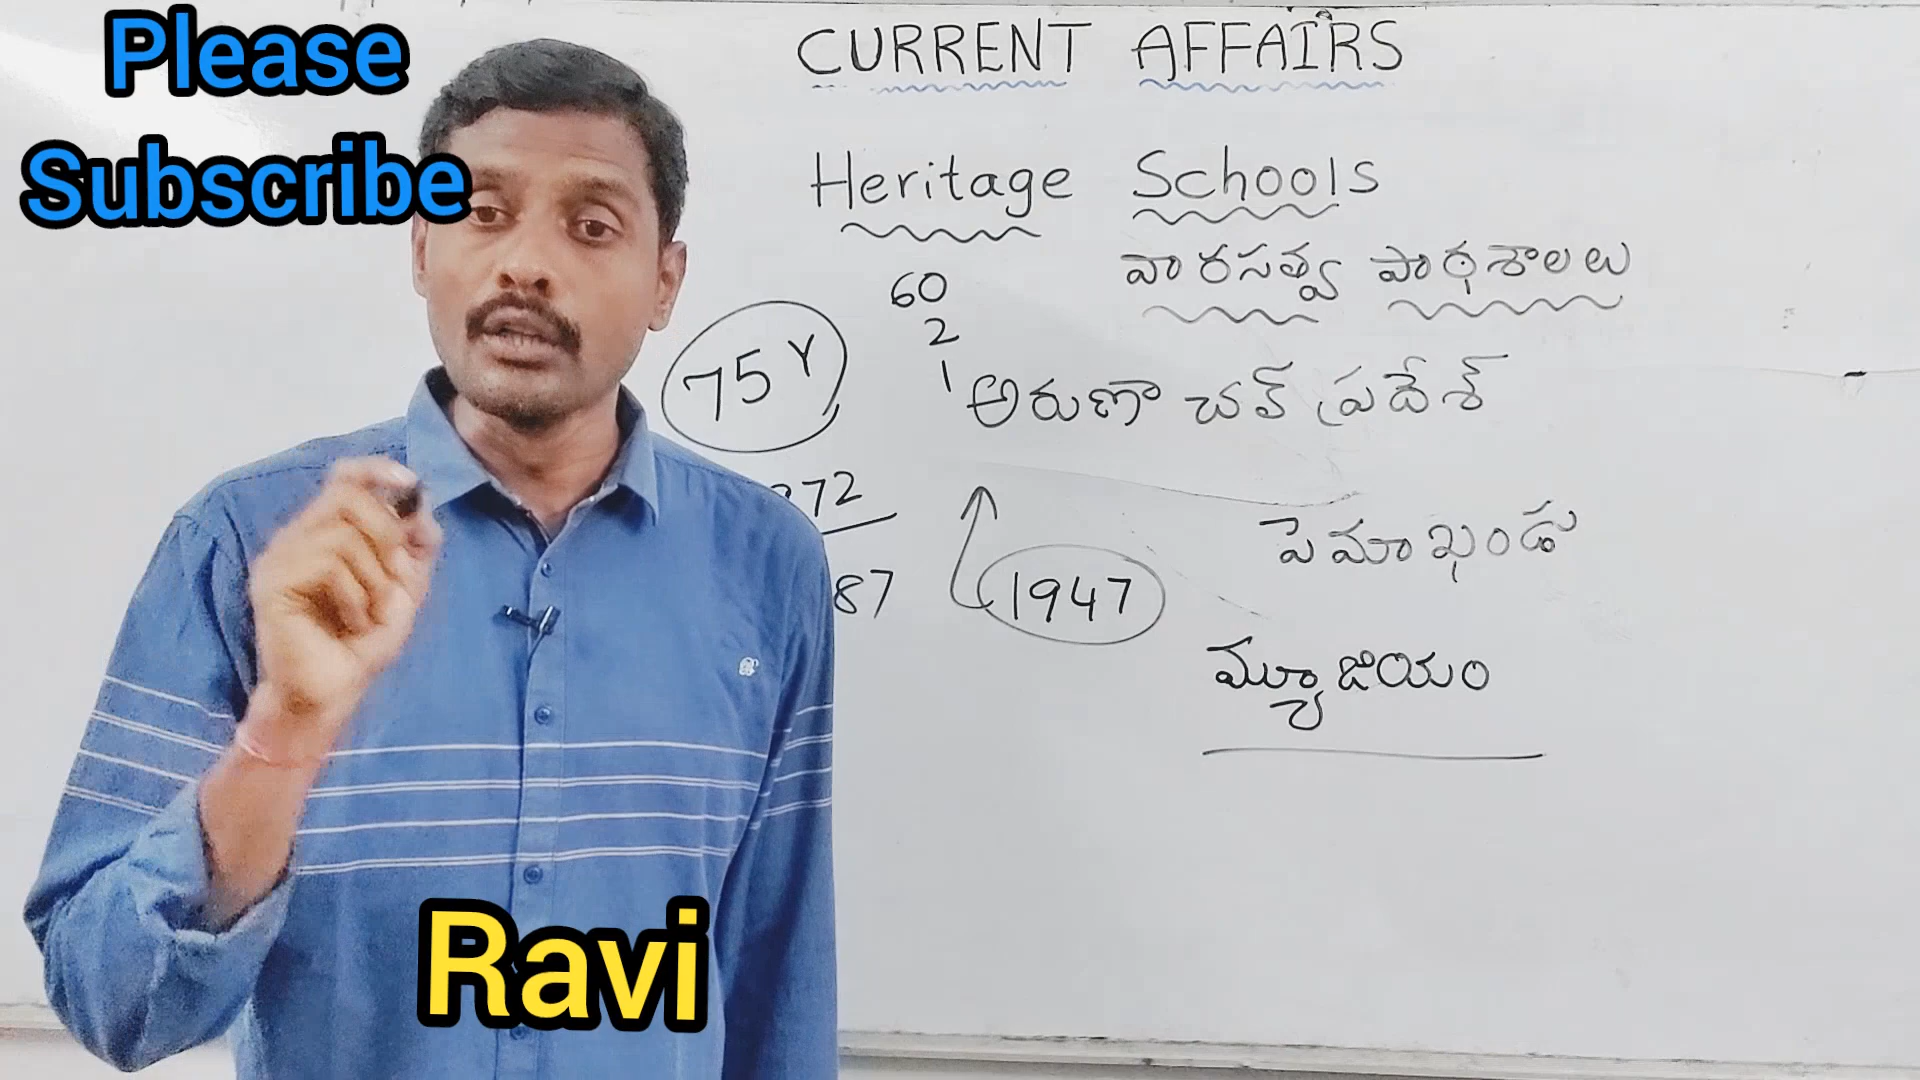 Please
Subscribe
CURRENT AFFAIRS
Heritage Schools
వారసత్వ పాఠశాలలు
60
2
1 అరుణాచల్ ప్రదేశ్
75 Y
72
87
1947
పెమా ఖండు
మ్యూజియం
Ravi